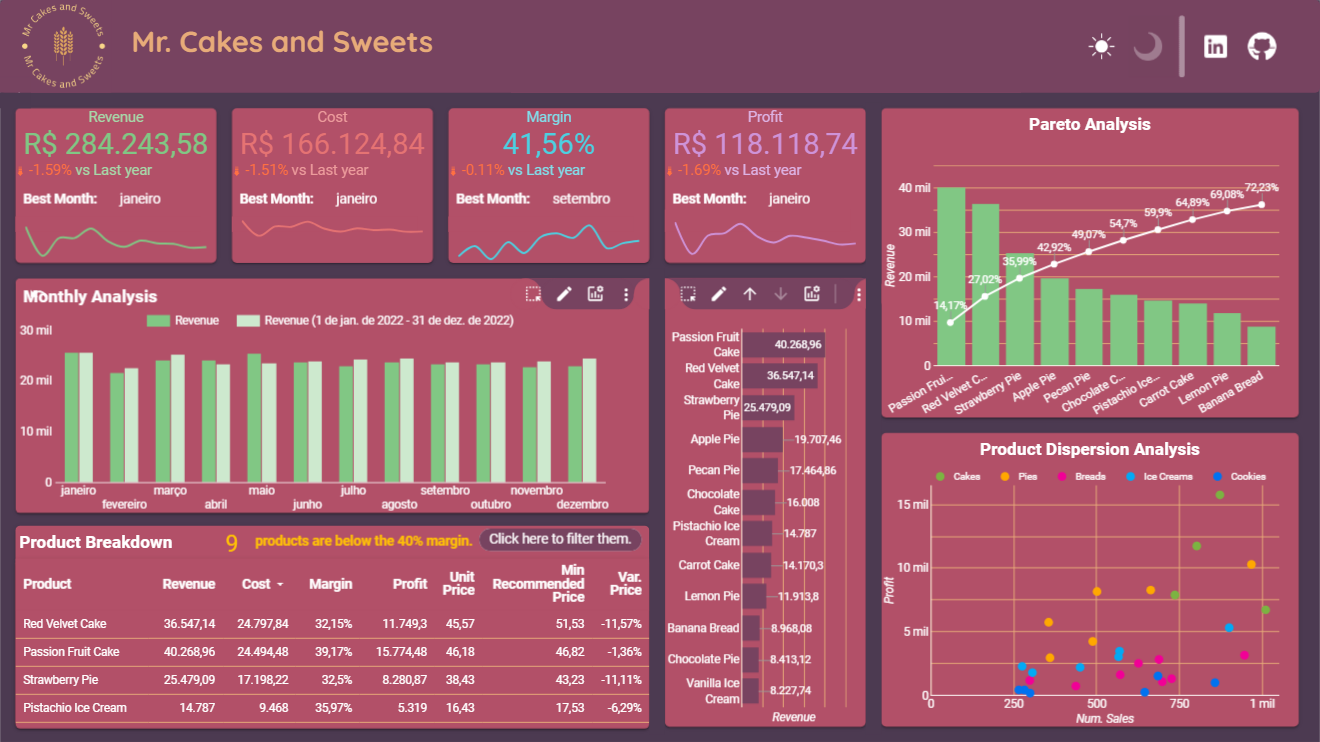 Mr Cakes and Sweets
Mr Cakes and Sweets
Mr. Cakes and Sweets
Revenue
R$ 284.243,58
-1.59% vs Last year
Best Month: janeiro
Cost
R$ 166.124,84
-1.51% vs Last year
Best Month: janeiro
Margin
41,56%
-0.11% vs Last year
Best Month: setembro
Profit
R$ 118.118,74
-1.69% vs Last year
Best Month: janeiro
Pareto Analysis
Revenue
40 mil
30 mil
20 mil
10 mil
0
14,17%
27,02%
35,99%
42,92%
49,07%
54,7%
59,9%
64,89%
69,08%
72,23%
Passion Frui...
Red Velvet C...
Strawberry Pie
Apple Pie
Pecan Pie
Chocolate C...
Pistachio Ice...
Carrot Cake
Lemon Pie
Banana Bread
Monthly Analysis
Revenue
Revenue (1 de jan. de 2022 - 31 de dez. de 2022)
30 mil
20 mil
10 mil
0
janeiro
fevereiro
março
abril
maio
junho
julho
agosto
setembro
outubro
novembro
dezembro
Passion Fruit
Cake
40.268,96
Red Velvet
Cake
36.547,14
Strawberry
Pie
25.479,09
Apple Pie
19.707,46
Pecan Pie
17.464,86
Chocolate
Cake
16.008
Pistachio Ice
Cream
14.787
Carrot Cake
14.170,3
Lemon Pie
11.913,8
Banana Bread
8.968,08
Chocolate Pie
8.413,12
Vanilla Ice
Cream
8.227,74
Revenue
Product Dispersion Analysis
Cakes
Pies
Breads
Ice Creams
Cookies
Profit
15 mil
10 mil
5 mil
0
0
250
500
750
1 mil
Num. Sales
Product Breakdown
9 products are below the 40% margin.
Click here to filter them.
Product Revenue Cost Margin Profit Unit Price Min Recommended Price Var. Price
Red Velvet Cake 36.547,14 24.797,84 32,15% 11.749,3 45,57 51,53 -11,57%
Passion Fruit Cake 40.268,96 24.494,48 39,17% 15.774,48 46,18 46,82 -1,36%
Strawberry Pie 25.479,09 17.198,22 32,5% 8.280,87 38,43 43,23 -11,11%
Pistachio Ice Cream 14.787 9.468 35,97% 5.319 16,43 17,53 -6,29%